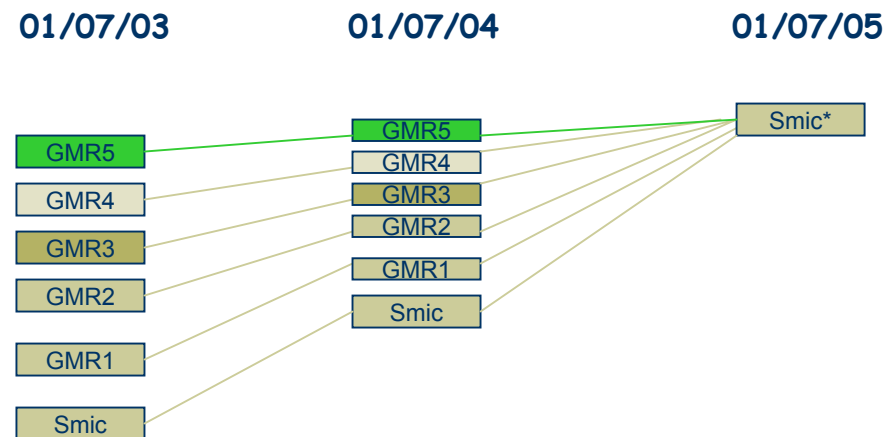 01/07/03 01/07/04 01/07/05
GMR5 GMR5 Smic*
GMR4 GMR4
GMR3 GMR3
GMR2 GMR2
GMR1 GMR1
Smic Smic